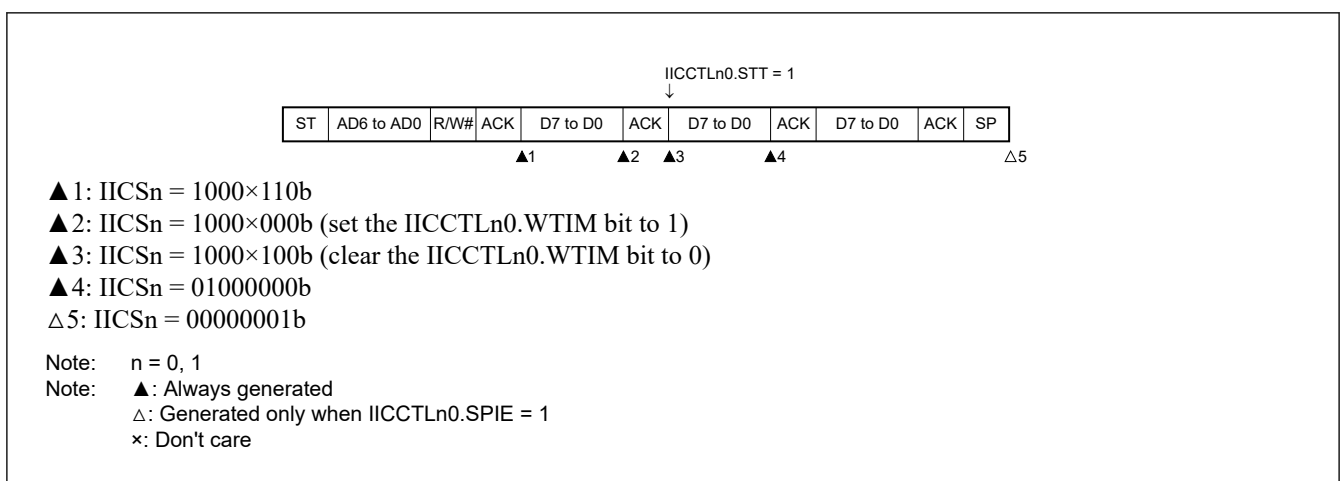 IICCTLn0.STT = 1
↓
ST AD6 to AD0 R/W# ACK D7 to D0 ACK D7 to D0 ACK D7 to D0 ACK SP
▲1 ▲2 ▲3 ▲4 △5
▲1: IICSn = 1000×110b
▲2: IICSn = 1000×000b (set the IICCTLn0.WTIM bit to 1)
▲3: IICSn = 1000×100b (clear the IICCTLn0.WTIM bit to 0)
▲4: IICSn = 01000000b
△5: IICSn = 00000001b
Note: n = 0, 1
Note: ▲: Always generated
△: Generated only when IICCTLn0.SPIE = 1
×: Don't care